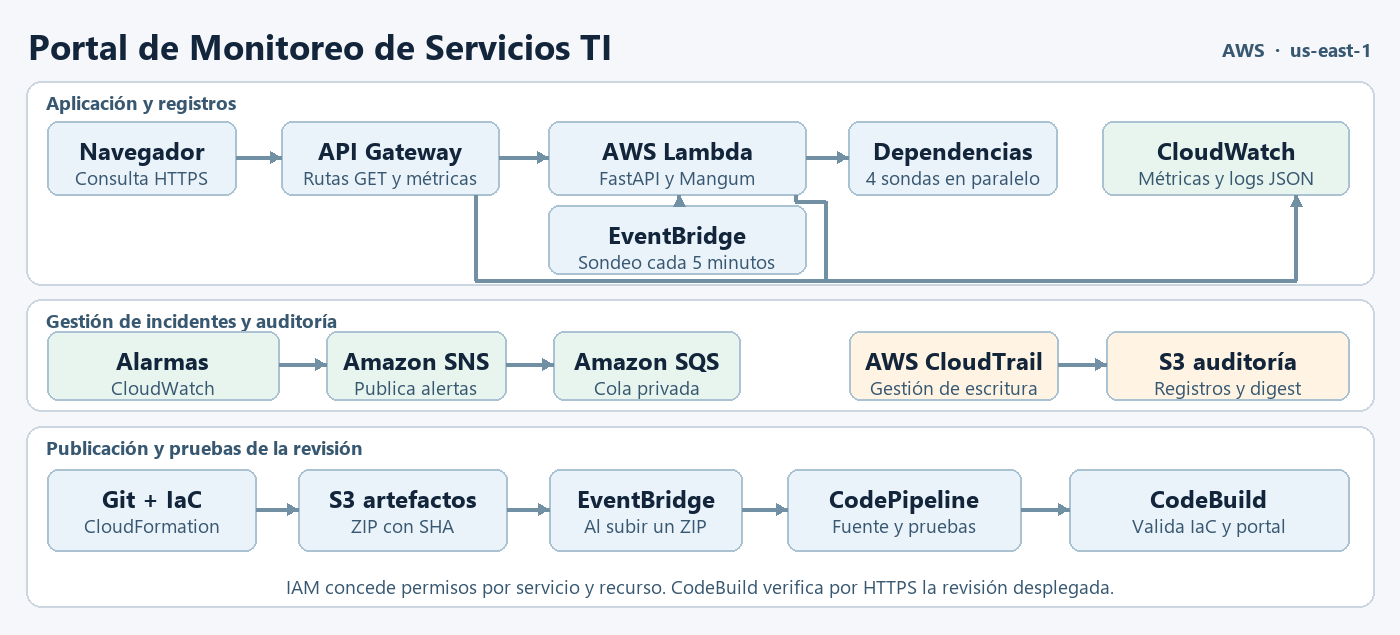 Portal de Monitoreo de Servicios TI
AWS · us-east-1
Aplicación y registros
Navegador
Consulta HTTPS
API Gateway
Rutas GET y métricas
AWS Lambda
FastAPI y Mangum
Dependencias
4 sondas en paralelo
CloudWatch
Métricas y logs JSON
EventBridge
Sondeo cada 5 minutos
Gestión de incidentes y auditoría
Alarmas
CloudWatch
Amazon SNS
Publica alertas
Amazon SQS
Cola privada
AWS CloudTrail
Gestión de escritura
S3 auditoría
Registros y digest
Publicación y pruebas de la revisión
Git + IaC
CloudFormation
S3 artefactos
ZIP con SHA
EventBridge
Al subir un ZIP
CodePipeline
Fuente y pruebas
CodeBuild
Valida IaC y portal
IAM concede permisos por servicio y recurso. CodeBuild verifica por HTTPS la revisión desplegada.